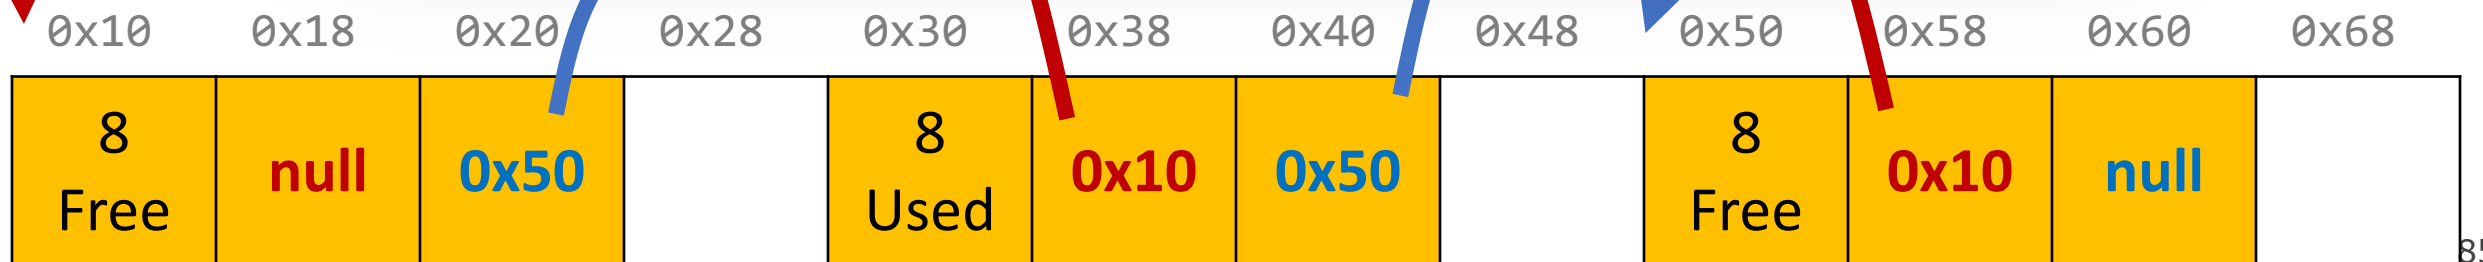 0x10 0x18 0x20 0x28 0x30 0x38 0x40 0x48 0x50 0x58 0x60 0x68
8 8 8
null 0x50 0x10 0x50 0x10 null
Free Used Free